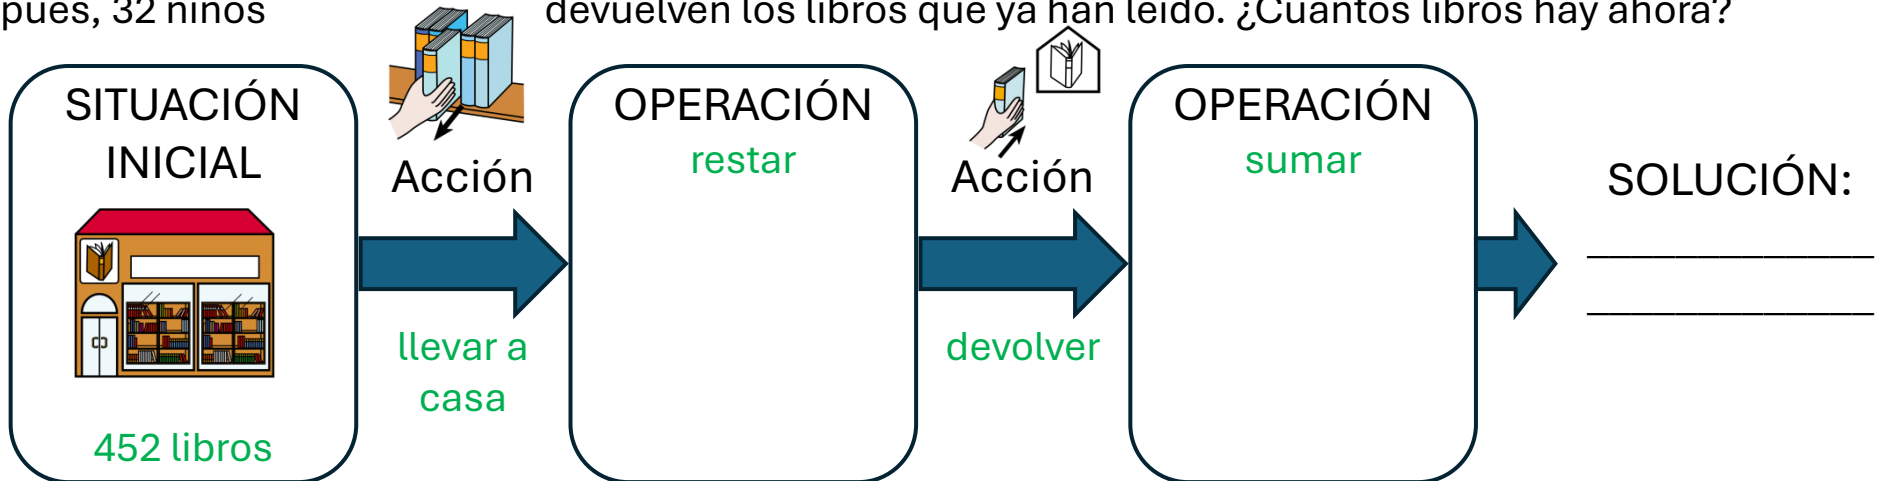 pués, 32 niños devuelven los libros que ya han leído. ¿Cuántos libros hay ahora?
SITUACIÓN
INICIAL
452 libros
Acción
llevar a
casa
OPERACIÓN
restar
Acción
devolver
OPERACIÓN
sumar
SOLUCIÓN: